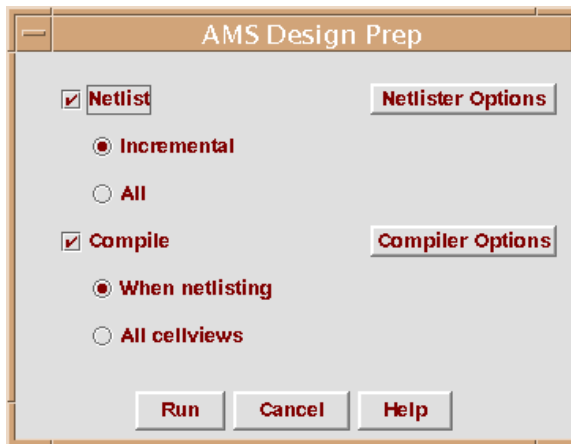 AMS Design Prep
Netlist Netlister Options
Incremental
All
Compile Compiler Options
When netlisting
All cellviews
Run Cancel Help